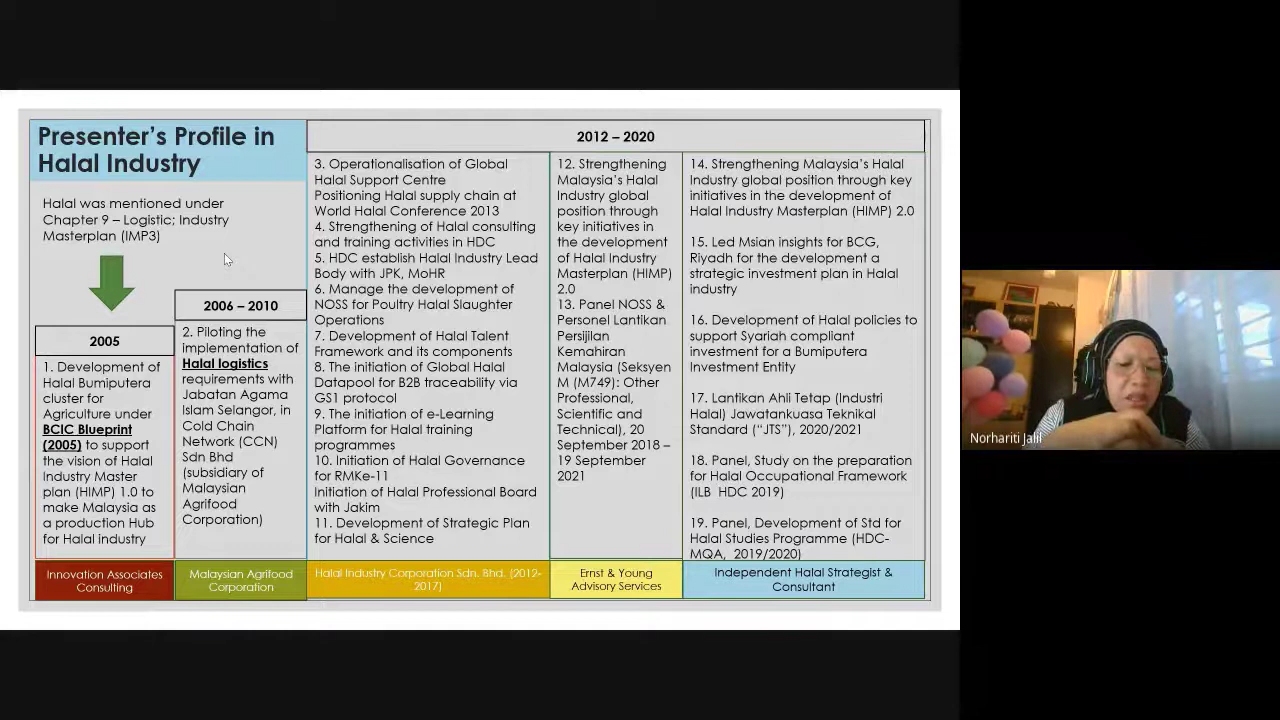 Presenter's Profile in
Halal Industry
Halal was mentioned under
Chapter 9 – Logistic; Industry
Masterplan (IMP3)
2005
1. Development of
Halal Bumiputera
cluster for
Agriculture under
BCIC Blueprint
(2005) to support
the vision of Halal
Industry Master
plan (HIMP) 1.0 to
make Malaysia as
a production Hub
for Halal industry
Innovation Associates
Consulting
2006 – 2010
2. Piloting the
implementation of
Halal logistics
requirements with
Jabatan Agama
Islam Selangor, in
Cold Chain
Network (CCN)
Sdn Bhd
(subsidiary of
Malaysian
Agrifood
Corporation)
Malaysian Agrifood
Corporation
2012 – 2020
3. Operationalisation of Global
Halal Support Centre
Positioning Halal supply chain at
World Halal Conference 2013
4. Strengthening of Halal consulting
and training activities in HDC
5. HDC establish Halal Industry Lead
Body with JPK, MoHR
6. Manage the development of
NOSS for Poultry Halal Slaughter
Operations
7. Development of Halal Talent
Framework and its components
8. The initiation of Global Halal
Datapool for B2B traceability via
GS1 protocol
9. The initiation of e-Learning
Platform for Halal training
programmes
10. Initiation of Halal Governance
for RMKe-11
Initiation of Halal Professional Board
with Jakim
11. Development of Strategic Plan
for Halal & Science
Halal Industry Corporation Sdn. Bhd. (2012-
2017)
12. Strengthening
Malaysia's Halal
Industry global
position through
key initiatives in
the development
of Halal Industry
Masterplan (HIMP)
2.0
13. Panel NOSS &
Personel Lantikan
Persijilan
Kemahiran
Malaysia (Seksyen
M (M749): Other
Professional,
Scientific and
Technical), 20
September 2018 –
19 September
2021
Ernst & Young
Advisory Services
14. Strengthening Malaysia's Halal
Industry global position through key
initiatives in the development of
Halal Industry Masterplan (HIMP) 2.0
15. Led Msian insights for BCG,
Riyadh for the development a
strategic investment plan in Halal
industry
16. Development of Halal policies to
support Syariah compliant
investment for a Bumiputera
Investment Entity
17. Lantikan Ahli Tetap (Industri
Halal) Jawatankuasa Teknikal
Standard ("JTS"), 2020/2021
18. Panel, Study on the preparation
for Halal Occupational Framework
(ILB HDC 2019)
19. Panel, Development of Std for
Halal Studies Programme (HDC-
MQA, 2019/2020)
Independent Halal Strategist &
Consultant
Norhariti Jalil